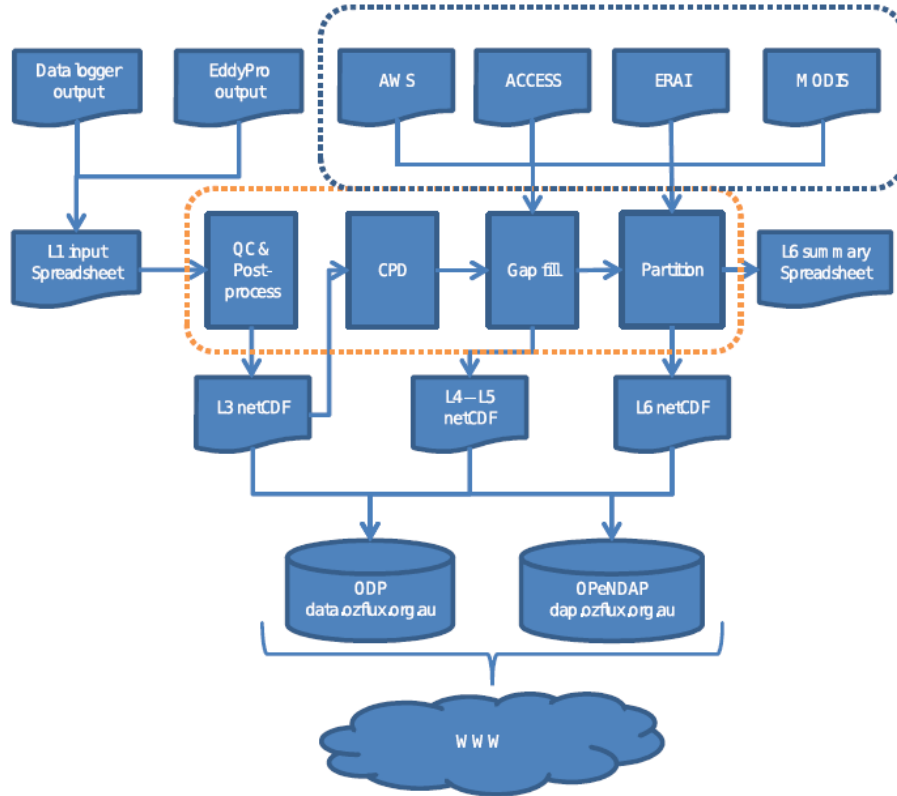 Data logger
output
EddyPro
output
AWS
ACCESS
ERAI
MODIS
L1 input
Spreadsheet
QC &
Post-
process
CPD
Gap fill
Partition
L6 summary
Spreadsheet
L3 netCDF
L4–L5
netCDF
L6 netCDF
ODP
data.ozflux.org.au
OPeNDAP
dap.ozflux.org.au
WWW